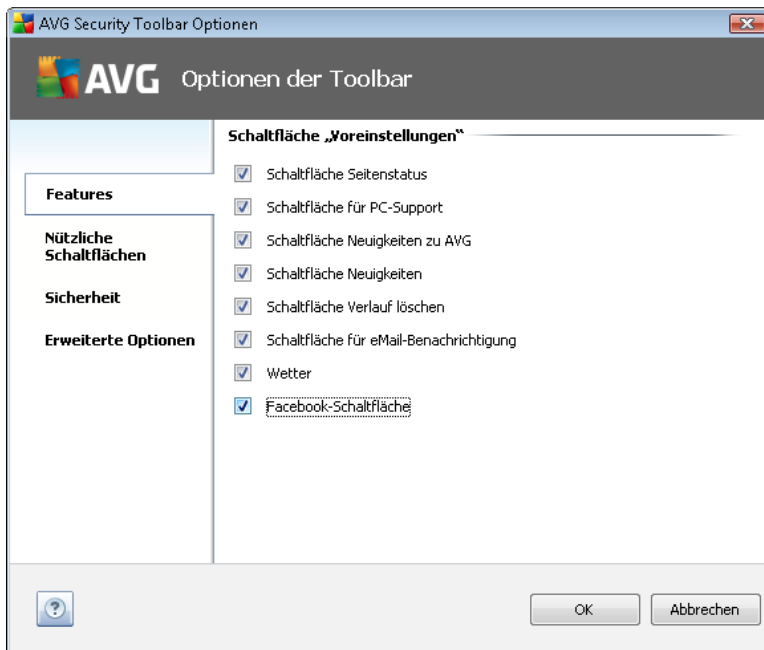 AVG Security Toolbar Optionen
AVG Optionen der Toolbar
Schaltfläche „Voreinstellungen“
Features
Nützliche
Schaltflächen
Sicherheit
Erweiterte Optionen
Schaltfläche Seitenstatus
Schaltfläche für PC-Support
Schaltfläche Neuigkeiten zu AVG
Schaltfläche Neuigkeiten
Schaltfläche Verlauf löschen
Schaltfläche für eMail-Benachrichtigung
Wetter
Facebook-Schaltfläche
?
OK
Abbrechen